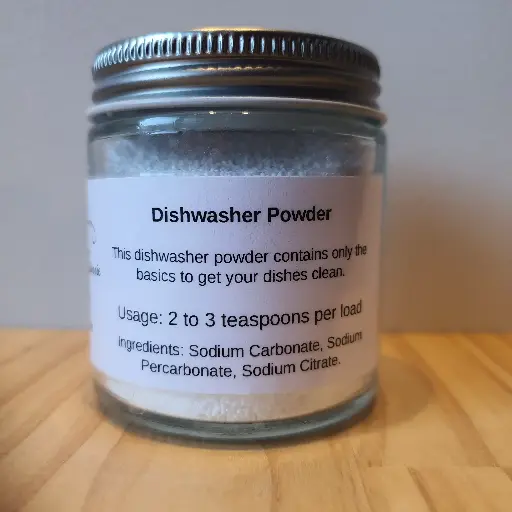 Dishwasher Powder
This dishwasher powder contains only the
basics to get your dishes clean.
Usage: 2 to 3 teaspoons per load
ingredients: Sodium Carbonate, Sodium
Percarbonate, Sodium Citrate.